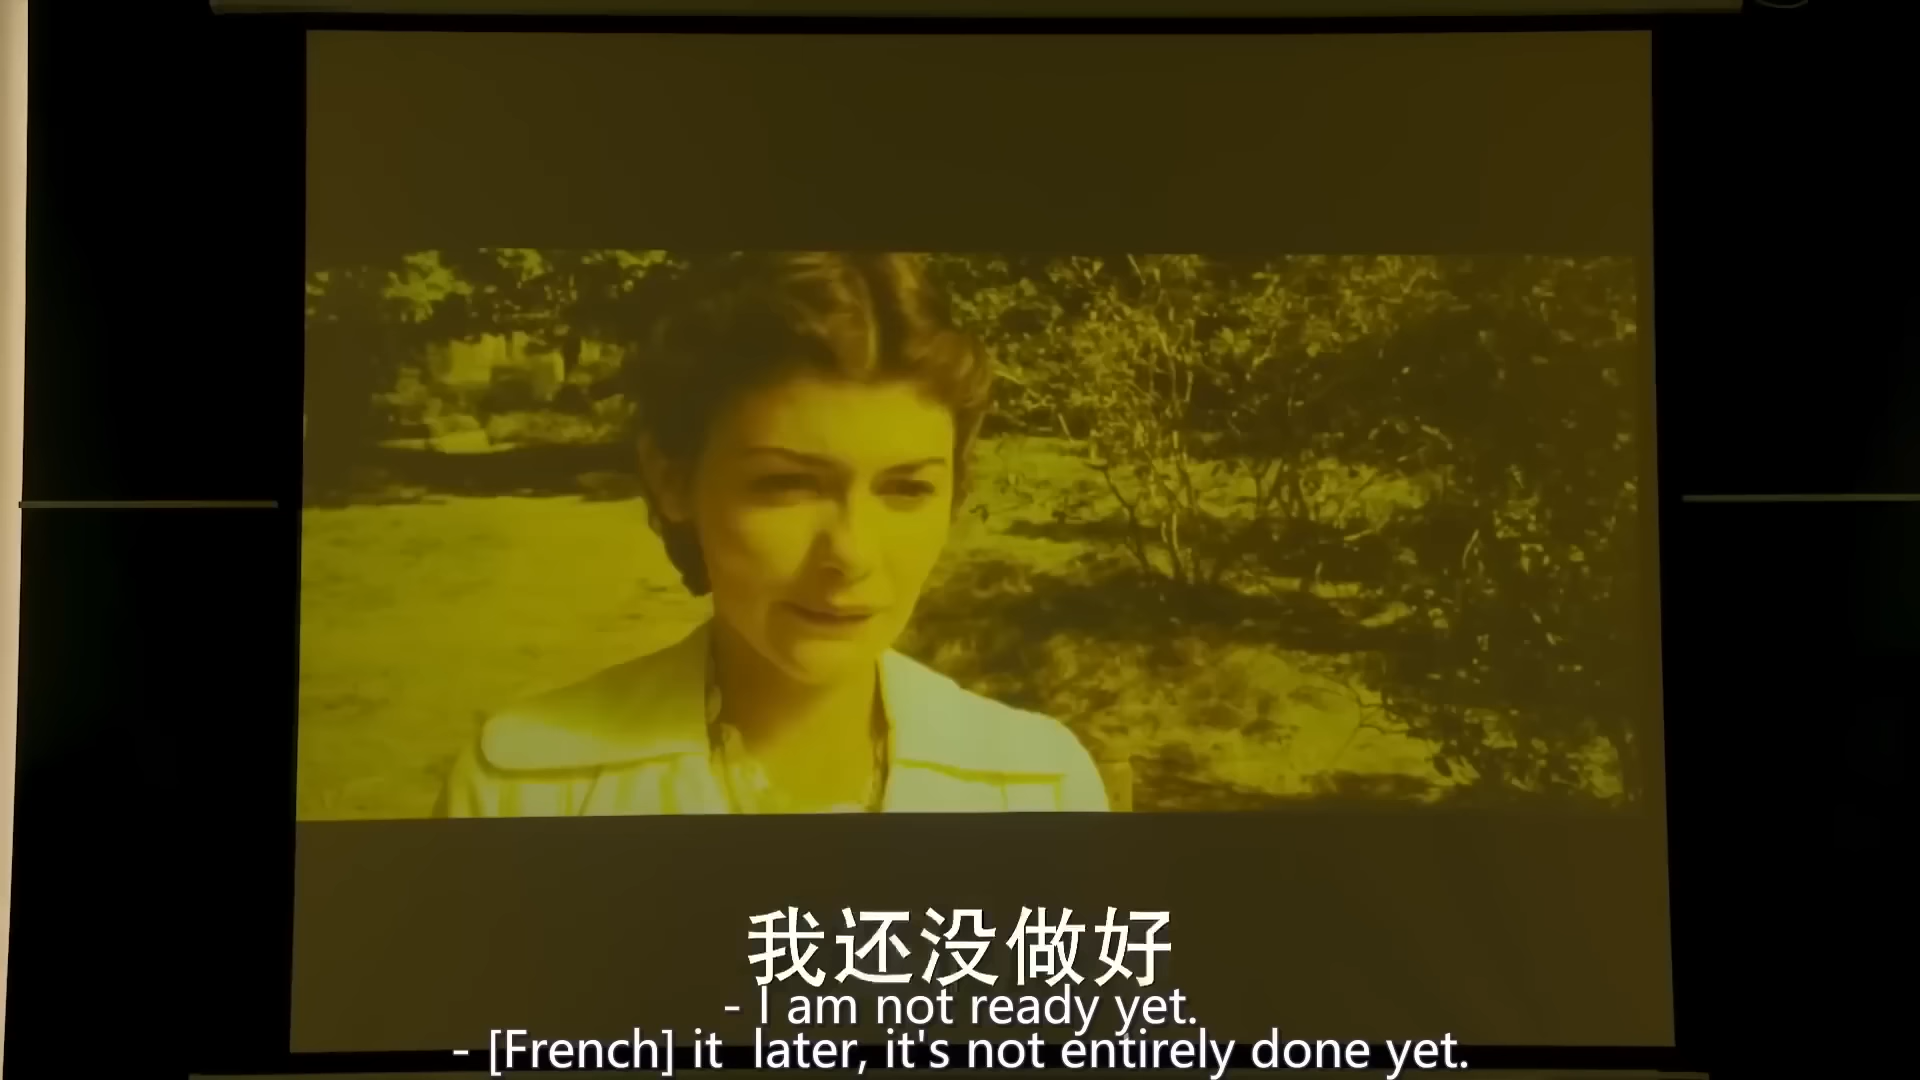 我还没做好
- I am not ready yet.
- [French] it  later, it's not entirely done yet.